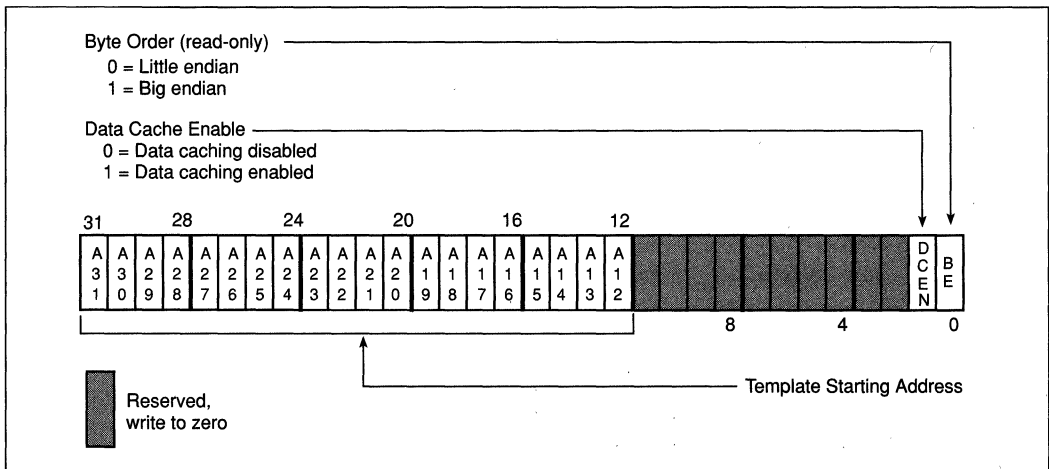 Byte Order (read-only)
0 = Little endian
1 = Big endian
Data Cache Enable
0 = Data caching disabled
1 = Data caching enabled
31 28 24 20 16 12
A31 A30 A29 A28 A27 A26 A25 A24 A23 A22 A21 A20 A19 A18 A17 A16 A15 A14 A13 A12 DCEN BE
8 4 0
Template Starting Address
Reserved,
write to zero